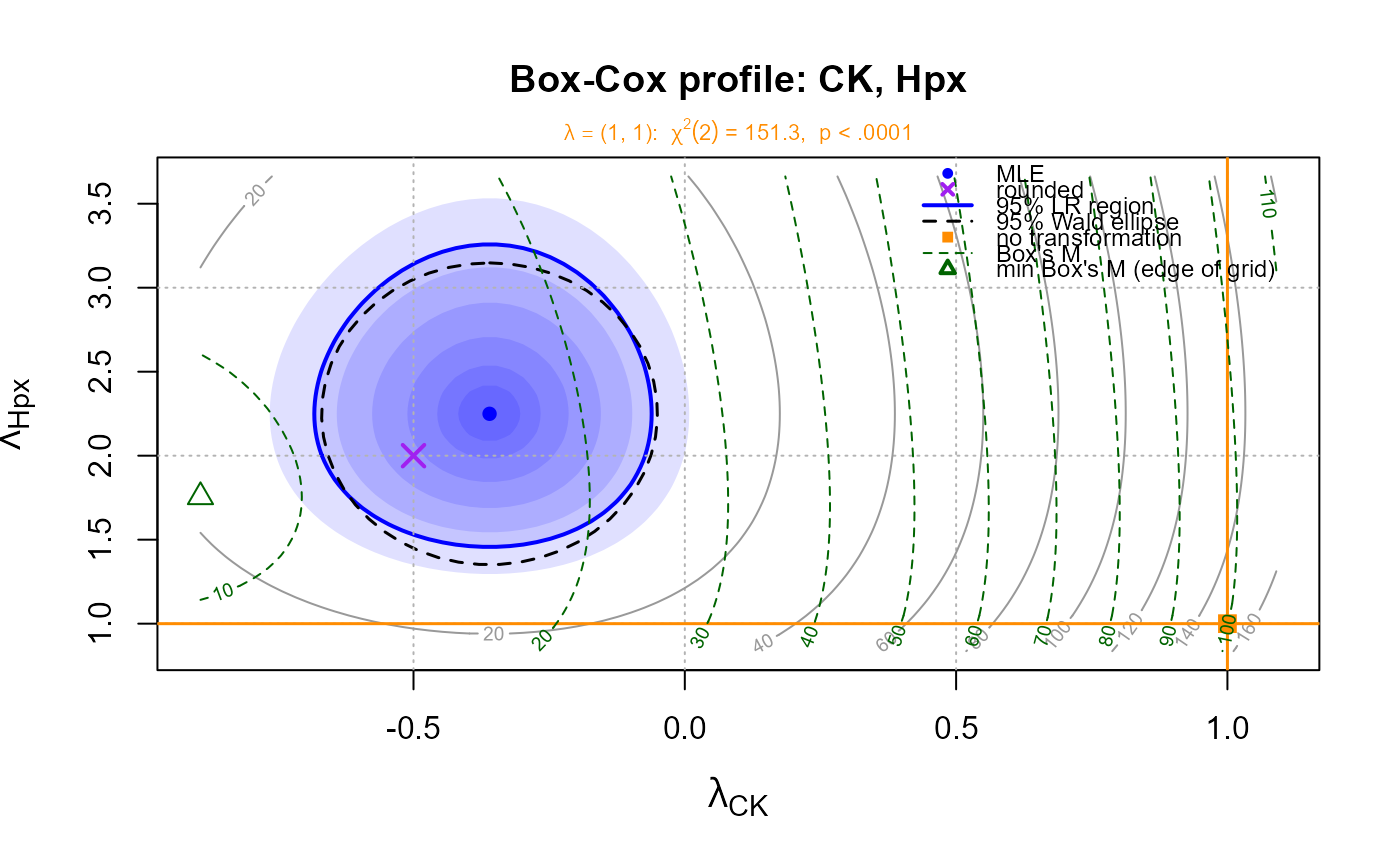 Box-Cox profile: CK, Hpx
λ = (1, 1): χ²(2) = 151.3, p < .0001
MLE
rounded
95% LR region
95% Wald ellipse
no transformation
Box's M
min Box's M (edge of grid)
λHpx
3.5
3.0
2.5
2.0
1.5
1.0
20
110
10
20
20
30
40
40
60
50
80
60
100
70
120
80
140
90
160
100
-0.5
0.0
0.5
1.0
λCK